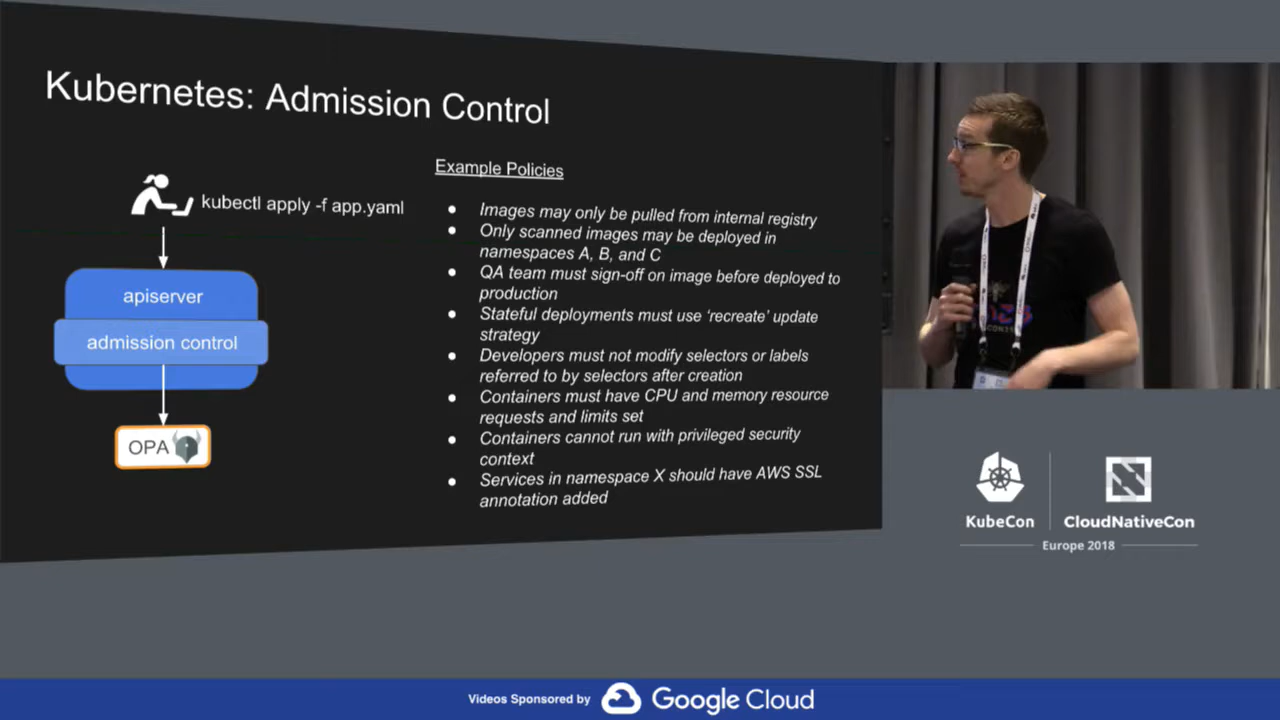 Kubernetes: Admission Control
kubectl apply -f app.yaml
apiserver
admission control
OPA
Example Policies
Images may only be pulled from internal registry
Only scanned images may be deployed in
namespaces A, B, and C
QA team must sign-off on image before deployed to
production
Stateful deployments must use ‘recreate’ update
strategy
Developers must not modify selectors or labels
referred to by selectors after creation
Containers must have CPU and memory resource
requests and limits set
Containers cannot run with privileged security
context
Services in namespace X should have AWS SSL
annotation added
KubeCon
CloudNativeCon
Europe 2018
Videos Sponsored by Google Cloud